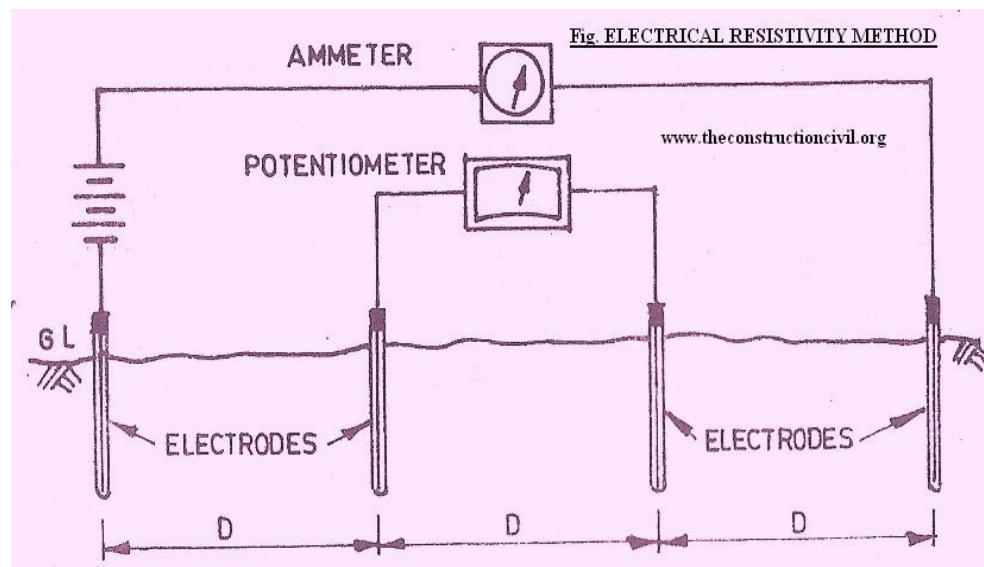 Fig. ELECTRICAL RESISTIVITY METHOD
AMMETER
www.theconstructioncivil.org
POTENTIOMETER
G L
ELECTRODES
ELECTRODES
D
D
D